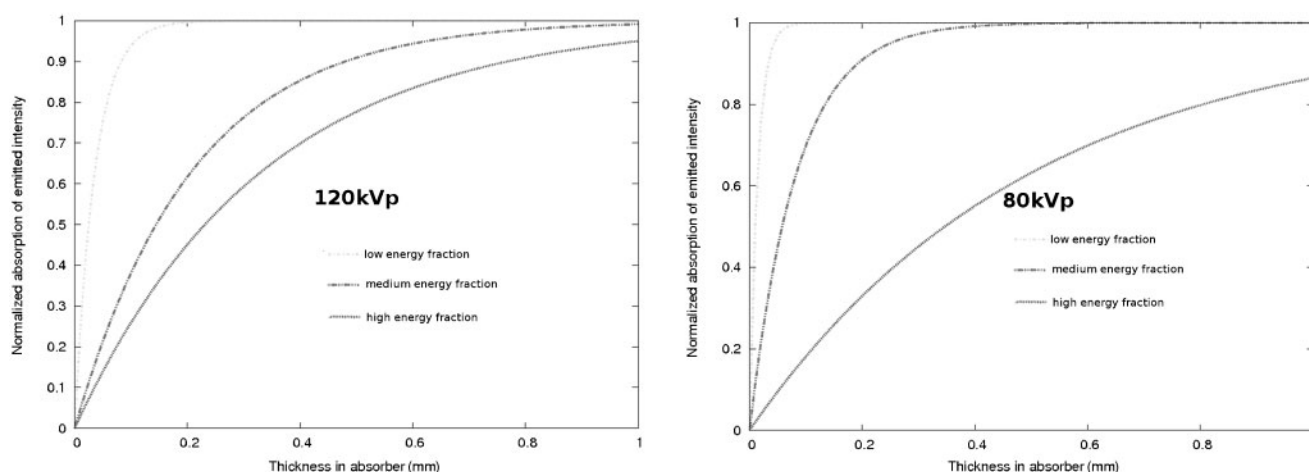 1
0.9
0.8
0.7
0.6
0.5
0.4
0.3
0.2
0.1
0
Normalized absorption of emitted intensity
120kVp
low energy fraction
medium energy fraction
high energy fraction
0 0.2 0.4 0.6 0.8 1
Thickness in absorber (mm)
1
0.8
0.6
0.4
0.2
0
Normalized absorption of emitted intensity
80kVp
low energy fraction
medium energy fraction
high energy fraction
0 0.2 0.4 0.6 0.8
Thickness in absorber (mm)